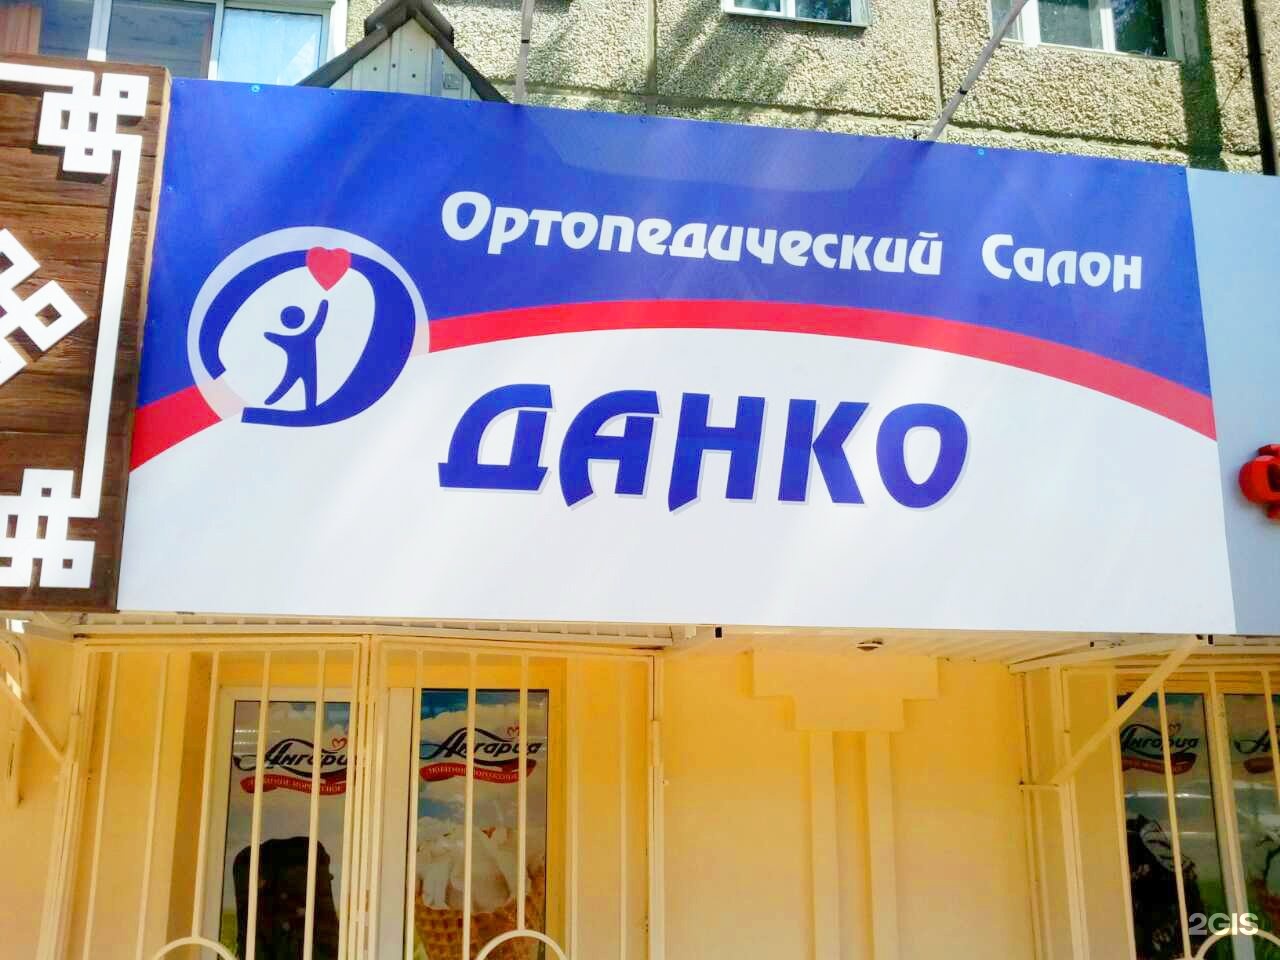 Ортопедический Салон
ДАНКО
Ангария
Ангария
Ангария
2GIS